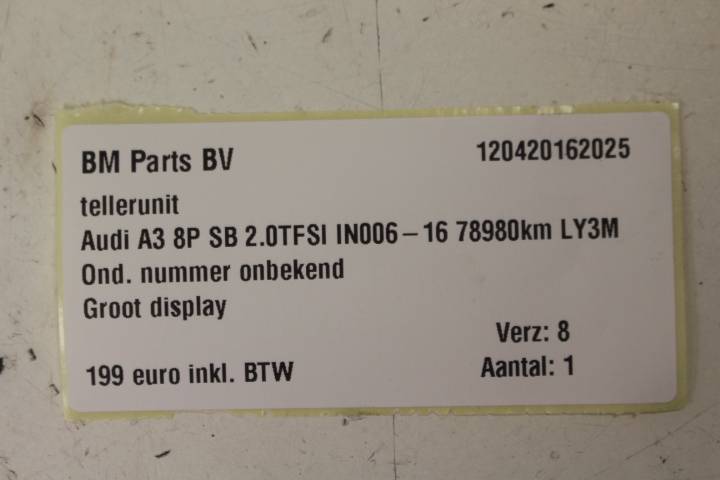 BM Parts BV 120420162025
tellerunit
Audi A3 8P SB 2.0TFSI IN006-16 78980km LY3M
Ond. nummer onbekend
Groot display
Verz: 8
199 euro inkl. BTW Aantal: 1